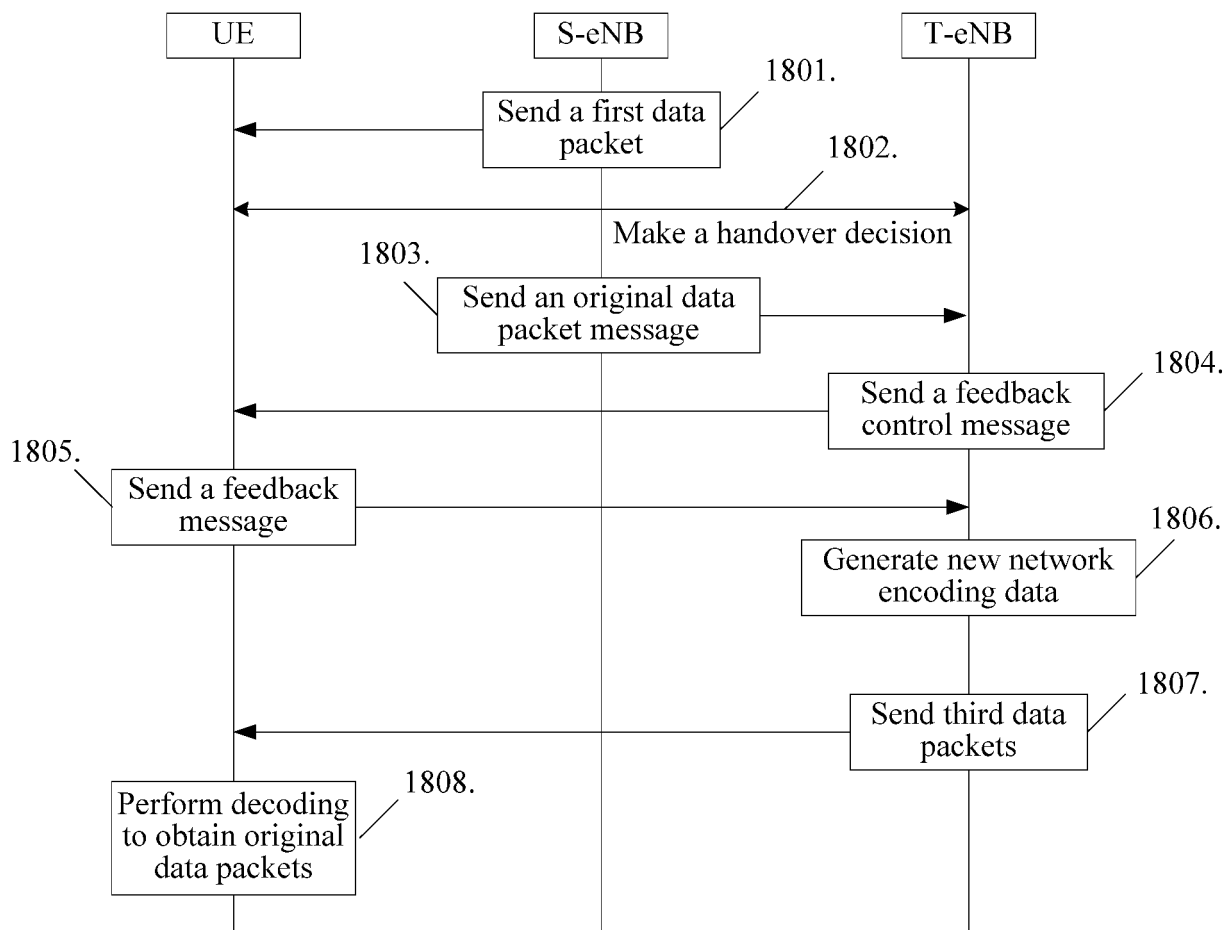 UE
S-eNB
T-eNB
1801.
Send a first data
packet
1802.
Make a handover decision
1803.
Send an original data
packet message
1804.
Send a feedback
control message
1805.
Send a feedback
message
1806.
Generate new network
encoding data
1807.
Send third data
packets
1808.
Perform decoding
to obtain original
data packets